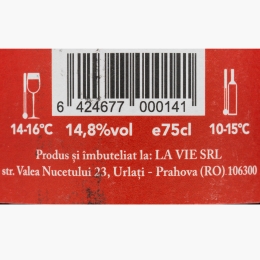 6 424677 000141
14-16°C 14,8%vol e75cl 10-15°C
Produs și îmbuteliat la: LA VIE SRL
str. Valea Nucetului 23, Urlați - Prahova (RO) 106300